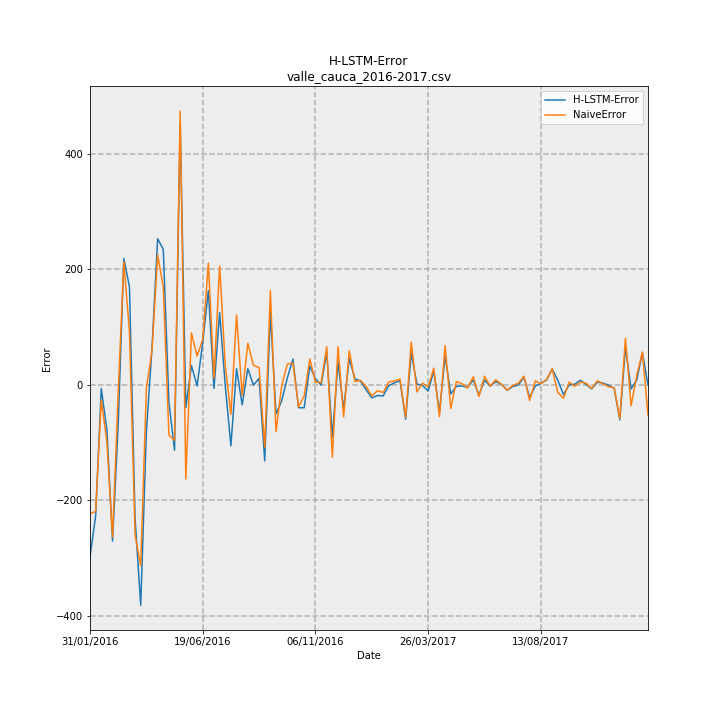 H-LSTM-Error
valle_cauca_2016-2017.csv
H-LSTM-Error
NaiveError
Error
400
200
0
−200
−400
31/01/2016
19/06/2016
06/11/2016
26/03/2017
13/08/2017
Date